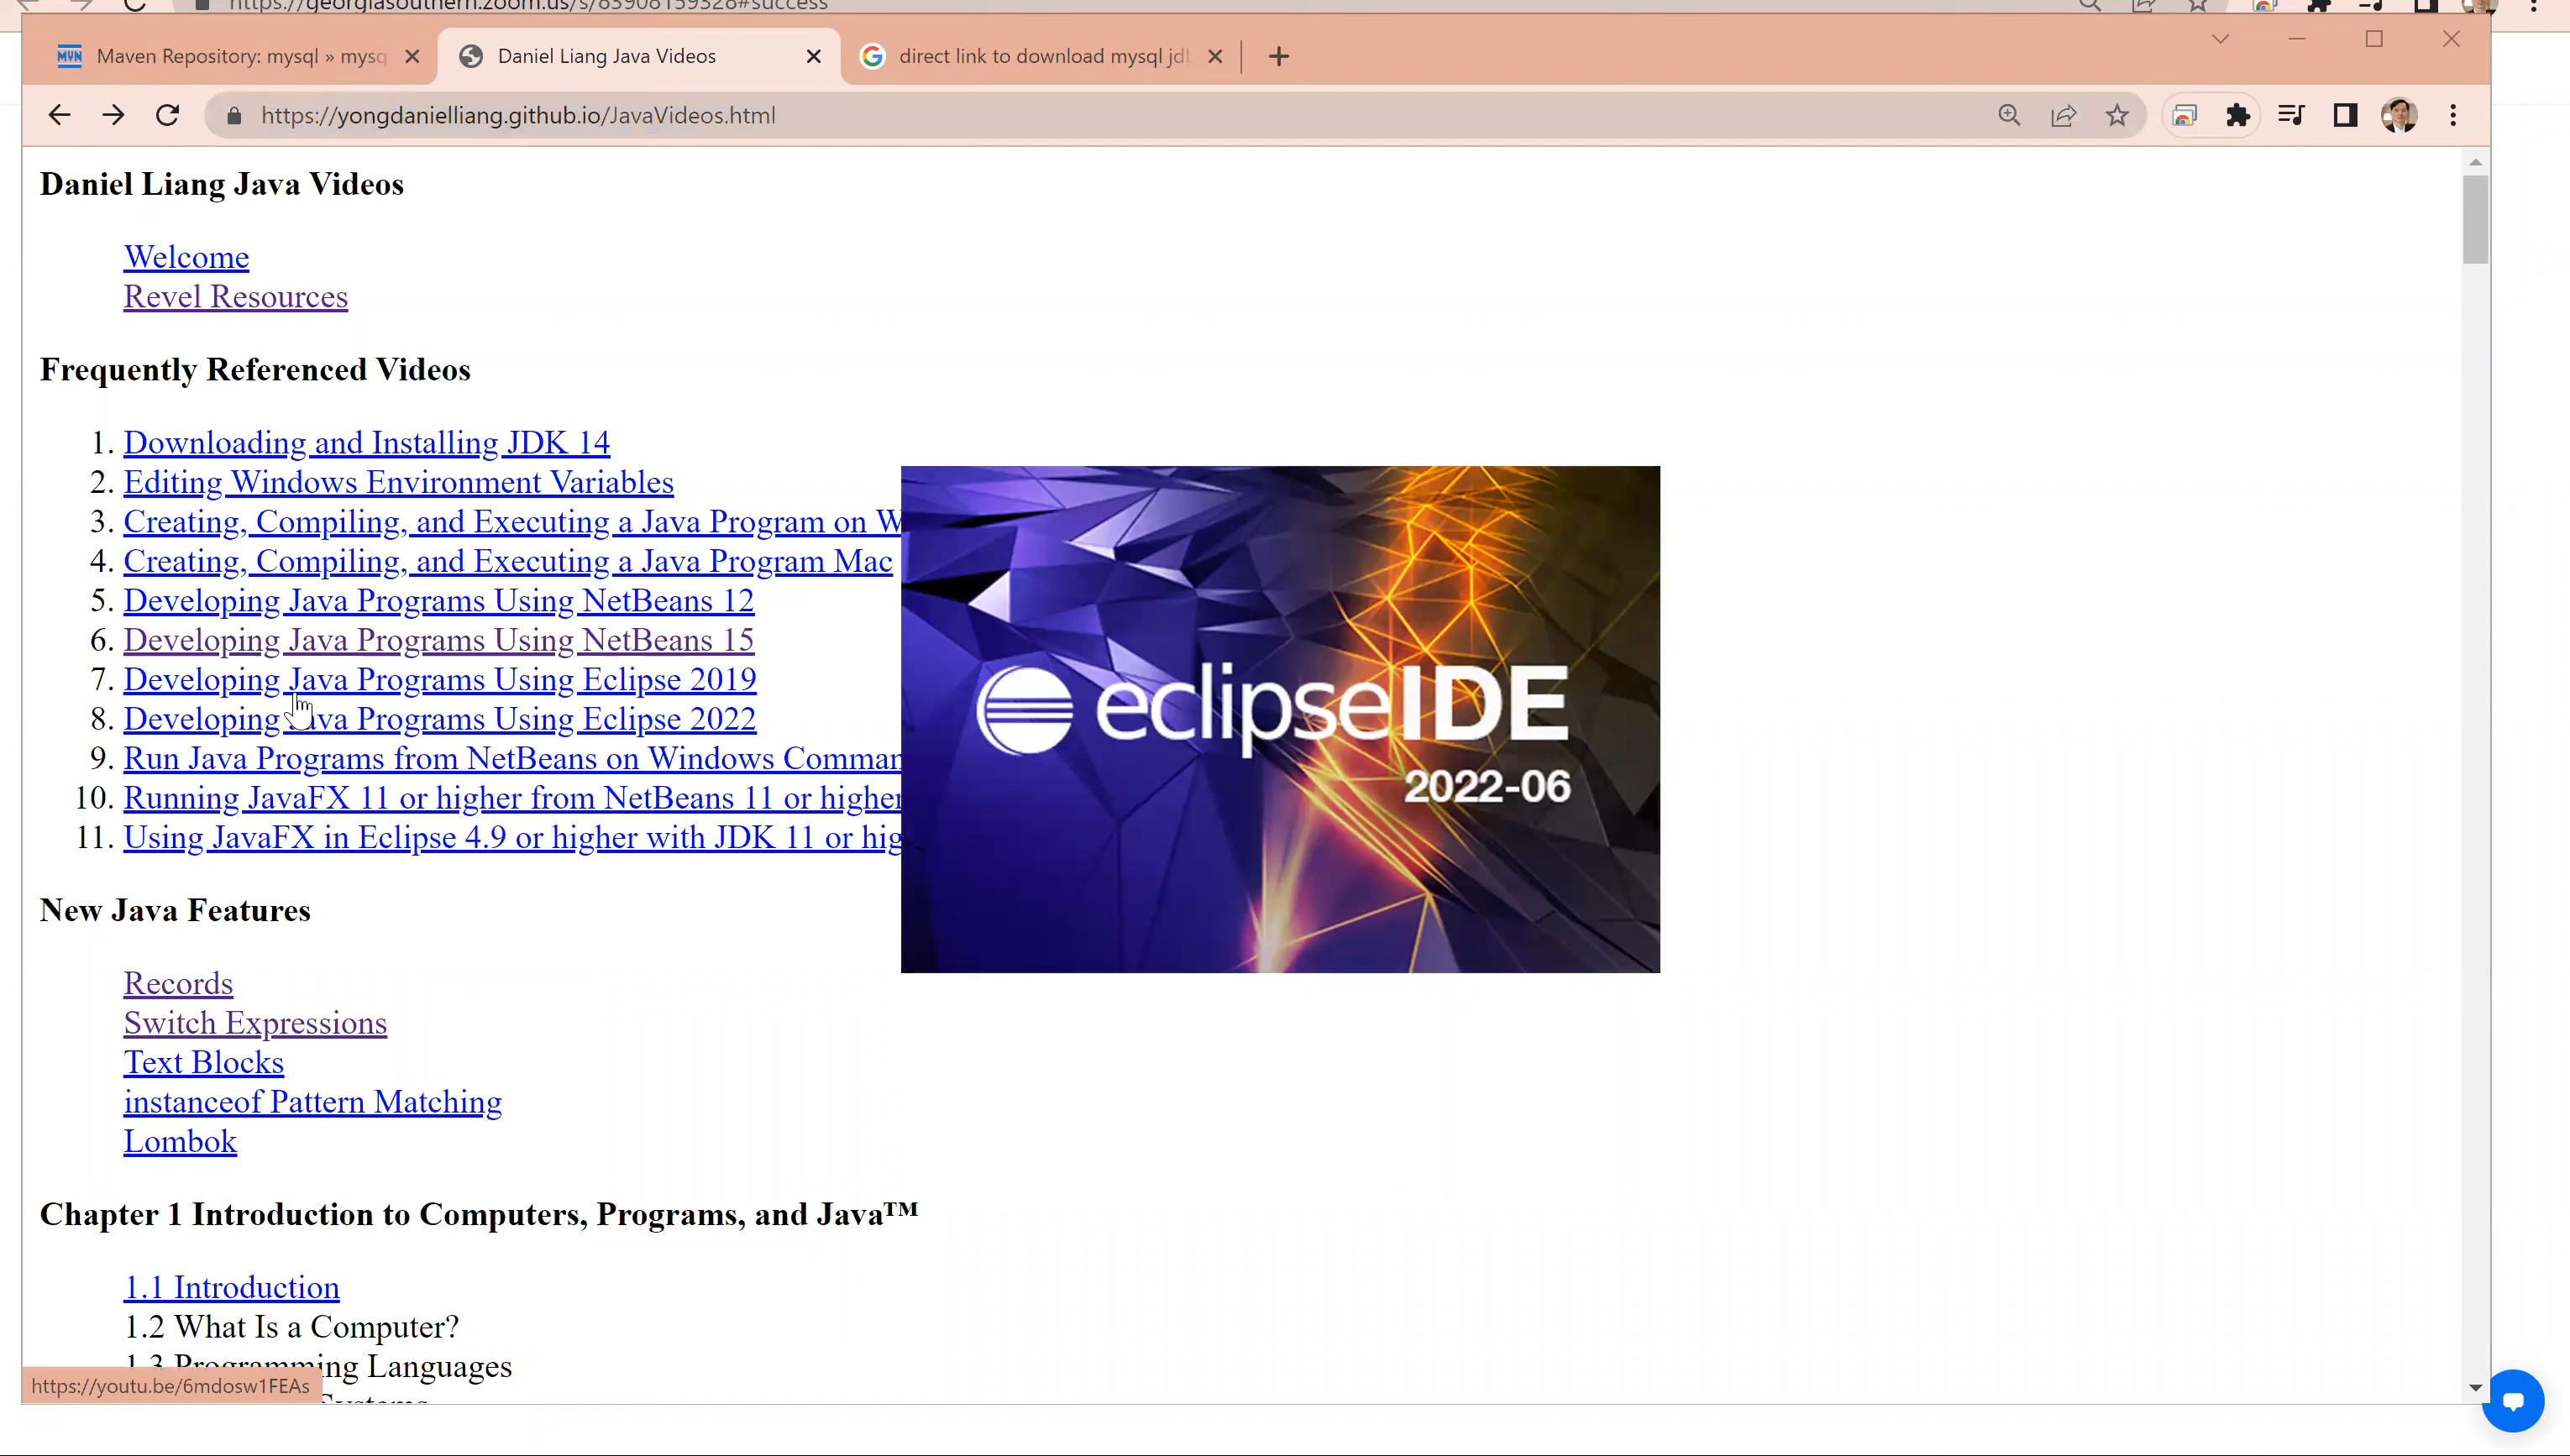 https://georgiasouthern.zoom.us/s/83908159328#success
Maven Repository: mysql » mysq
Daniel Liang Java Videos
direct link to download mysql jdl
https://yongdanielliang.github.io/JavaVideos.html
Daniel Liang Java Videos
Welcome
Revel Resources
Frequently Referenced Videos
1. Downloading and Installing JDK 14
2. Editing Windows Environment Variables
3. Creating, Compiling, and Executing a Java Program on W
4. Creating, Compiling, and Executing a Java Program Mac
5. Developing Java Programs Using NetBeans 12
6. Developing Java Programs Using NetBeans 15
7. Developing Java Programs Using Eclipse 2019
8. Developing Java Programs Using Eclipse 2022
9. Run Java Programs from NetBeans on Windows Comman
10. Running JavaFX 11 or higher from NetBeans 11 or higher
11. Using JavaFX in Eclipse 4.9 or higher with JDK 11 or hig
eclipseIDE
2022-06
New Java Features
Records
Switch Expressions
Text Blocks
instanceof Pattern Matching
Lombok
Chapter 1 Introduction to Computers, Programs, and Java™
1.1 Introduction
1.2 What Is a Computer?
1.3 Programming Languages
Systems
https://youtu.be/6mdosw1FEAs